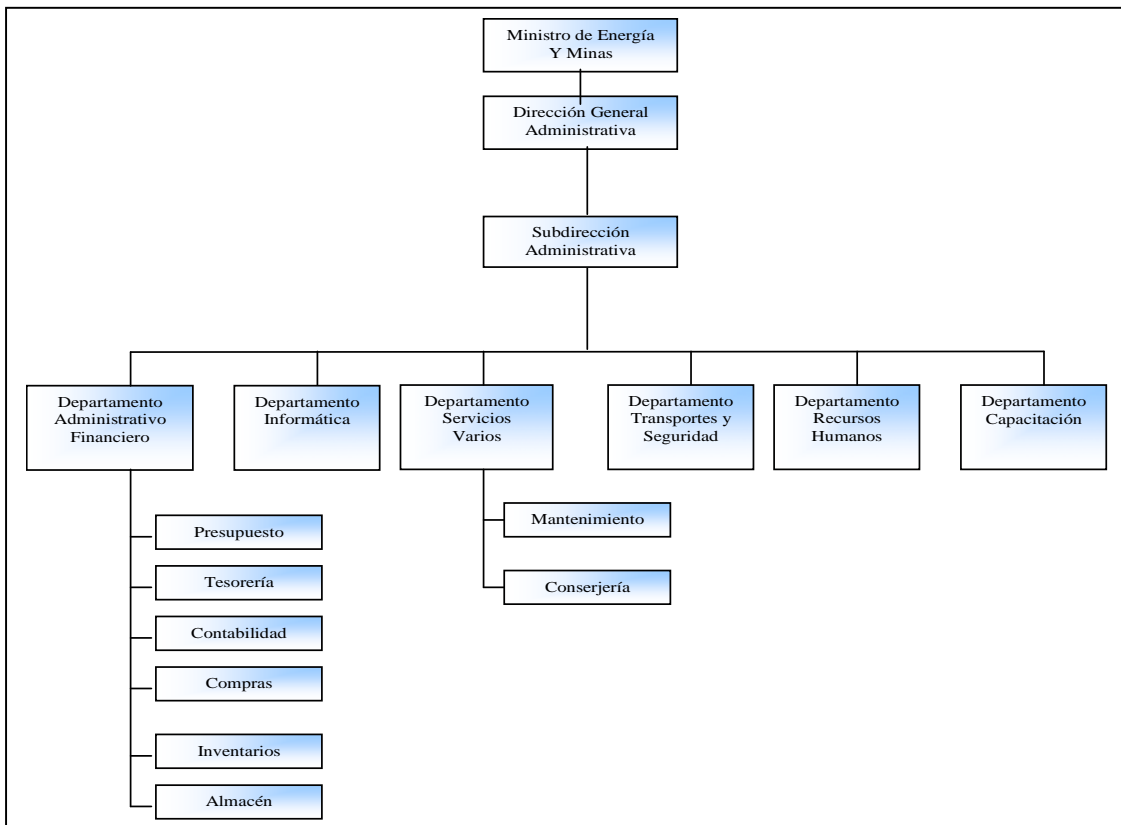 Ministro de Energía
Y Minas
Dirección General
Administrativa
Subdirección
Administrativa
Departamento
Administrativo
Financiero
Departamento
Informática
Departamento
Servicios
Varios
Departamento
Transportes y
Seguridad
Departamento
Recursos
Humanos
Departamento
Capacitación
Presupuesto
Tesorería
Contabilidad
Compras
Inventarios
Almacén
Mantenimiento
Conserjería